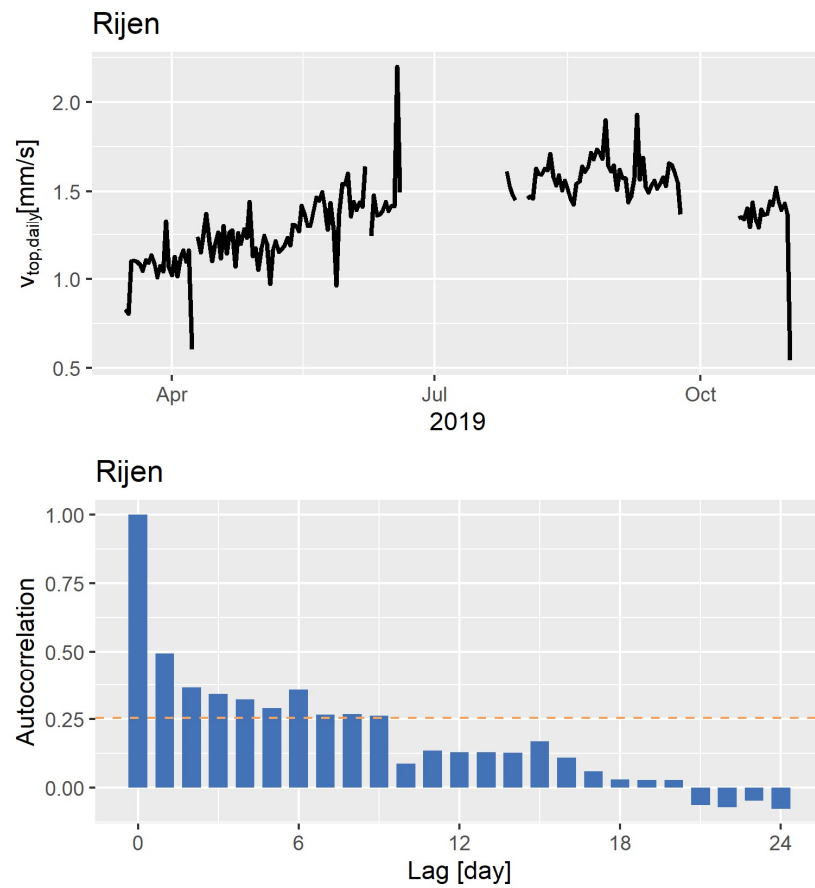 Rijen
2.0
1.5
1.0
0.5
v_top,daily[mm/s]
Apr
Jul
Oct
2019
Rijen
1.00
0.75
0.50
0.25
0.00
Autocorrelation
0
6
12
18
24
Lag [day]